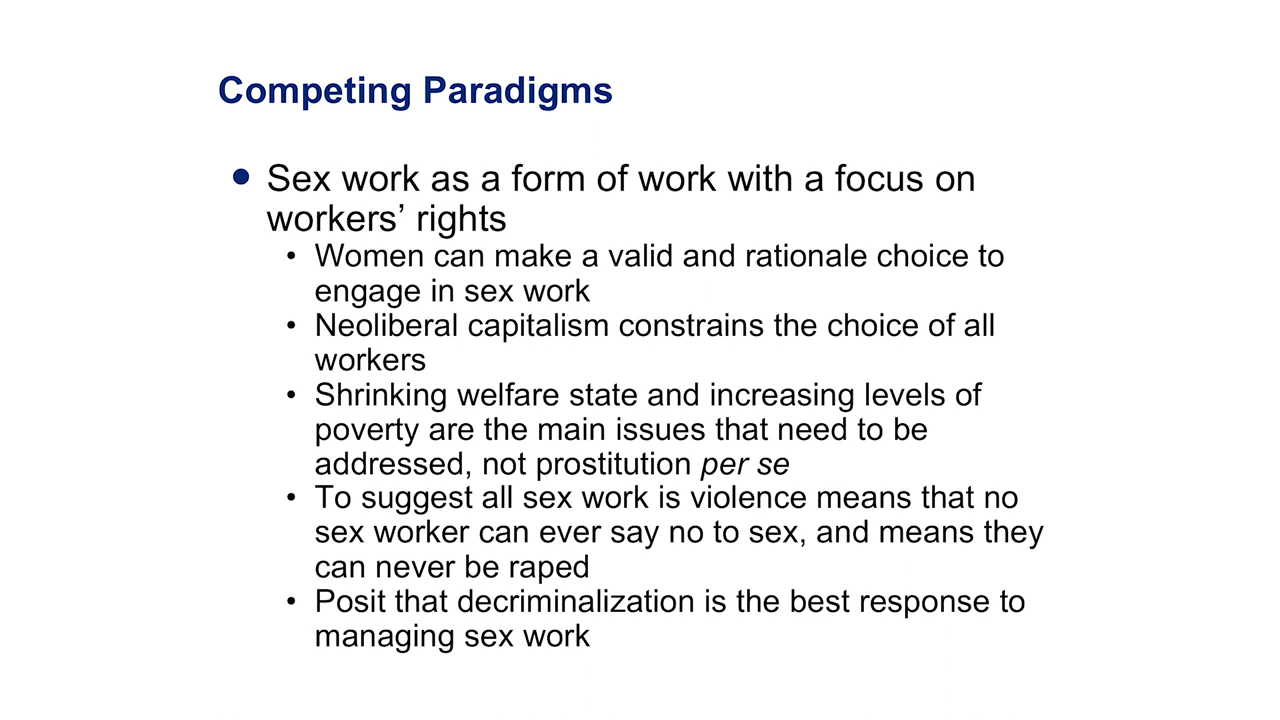 Competing Paradigms
• Sex work as a form of work with a focus on
workers’ rights
• Women can make a valid and rationale choice to
engage in sex work
• Neoliberal capitalism constrains the choice of all
workers
• Shrinking welfare state and increasing levels of
poverty are the main issues that need to be
addressed, not prostitution per se
• To suggest all sex work is violence means that no
sex worker can ever say no to sex, and means they
can never be raped
• Posit that decriminalization is the best response to
managing sex work